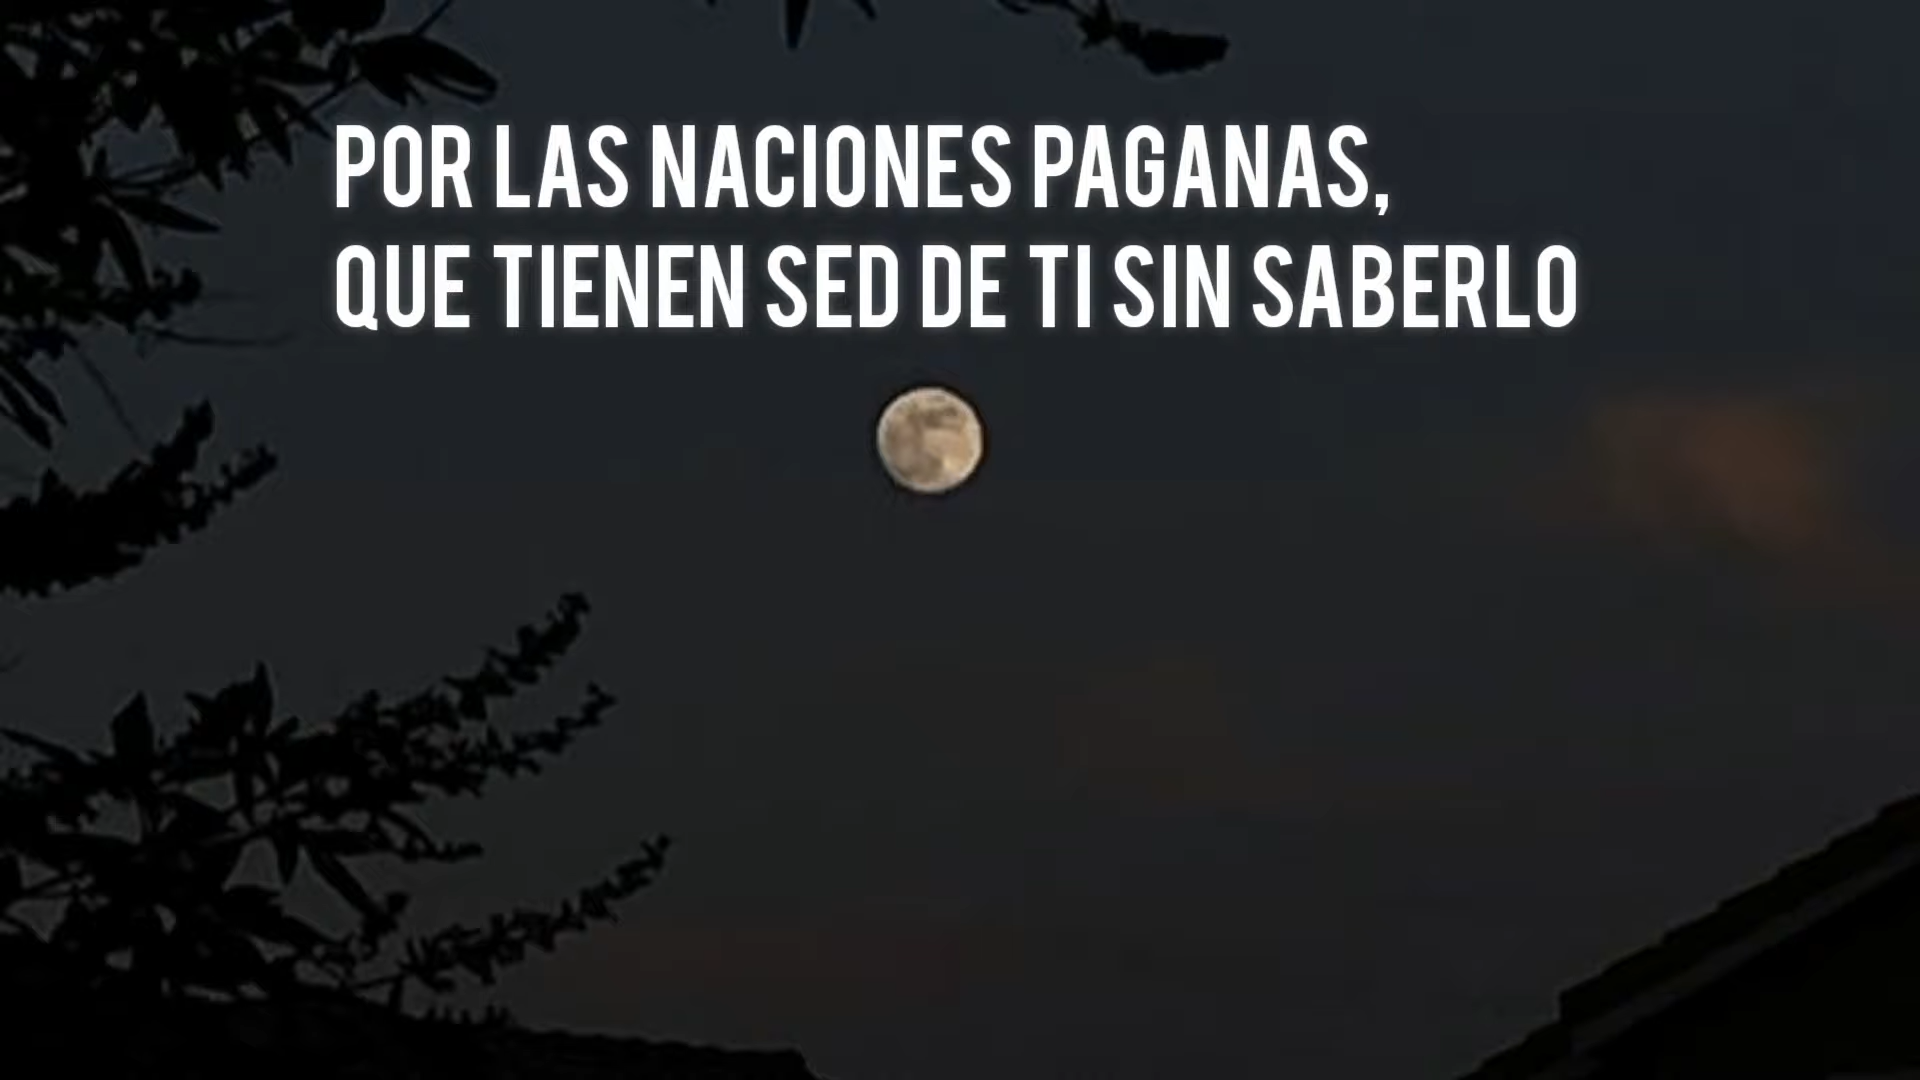 POR LAS NACIONES PAGANAS,
QUE TIENEN SED DE TI SIN SABERLO